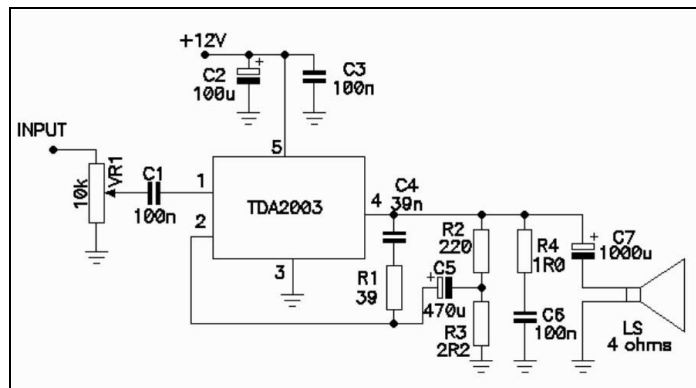 +12V
C2
100u
+
C3
100n
INPUT
10k
VR1
C1
100n
1
2
5
TDA2003
3
4
C4
39n
R1
39
+
C5
470u
R2
220
R3
2R2
R4
1R0
C6
100n
+
C7
1000u
LS
4 ohms